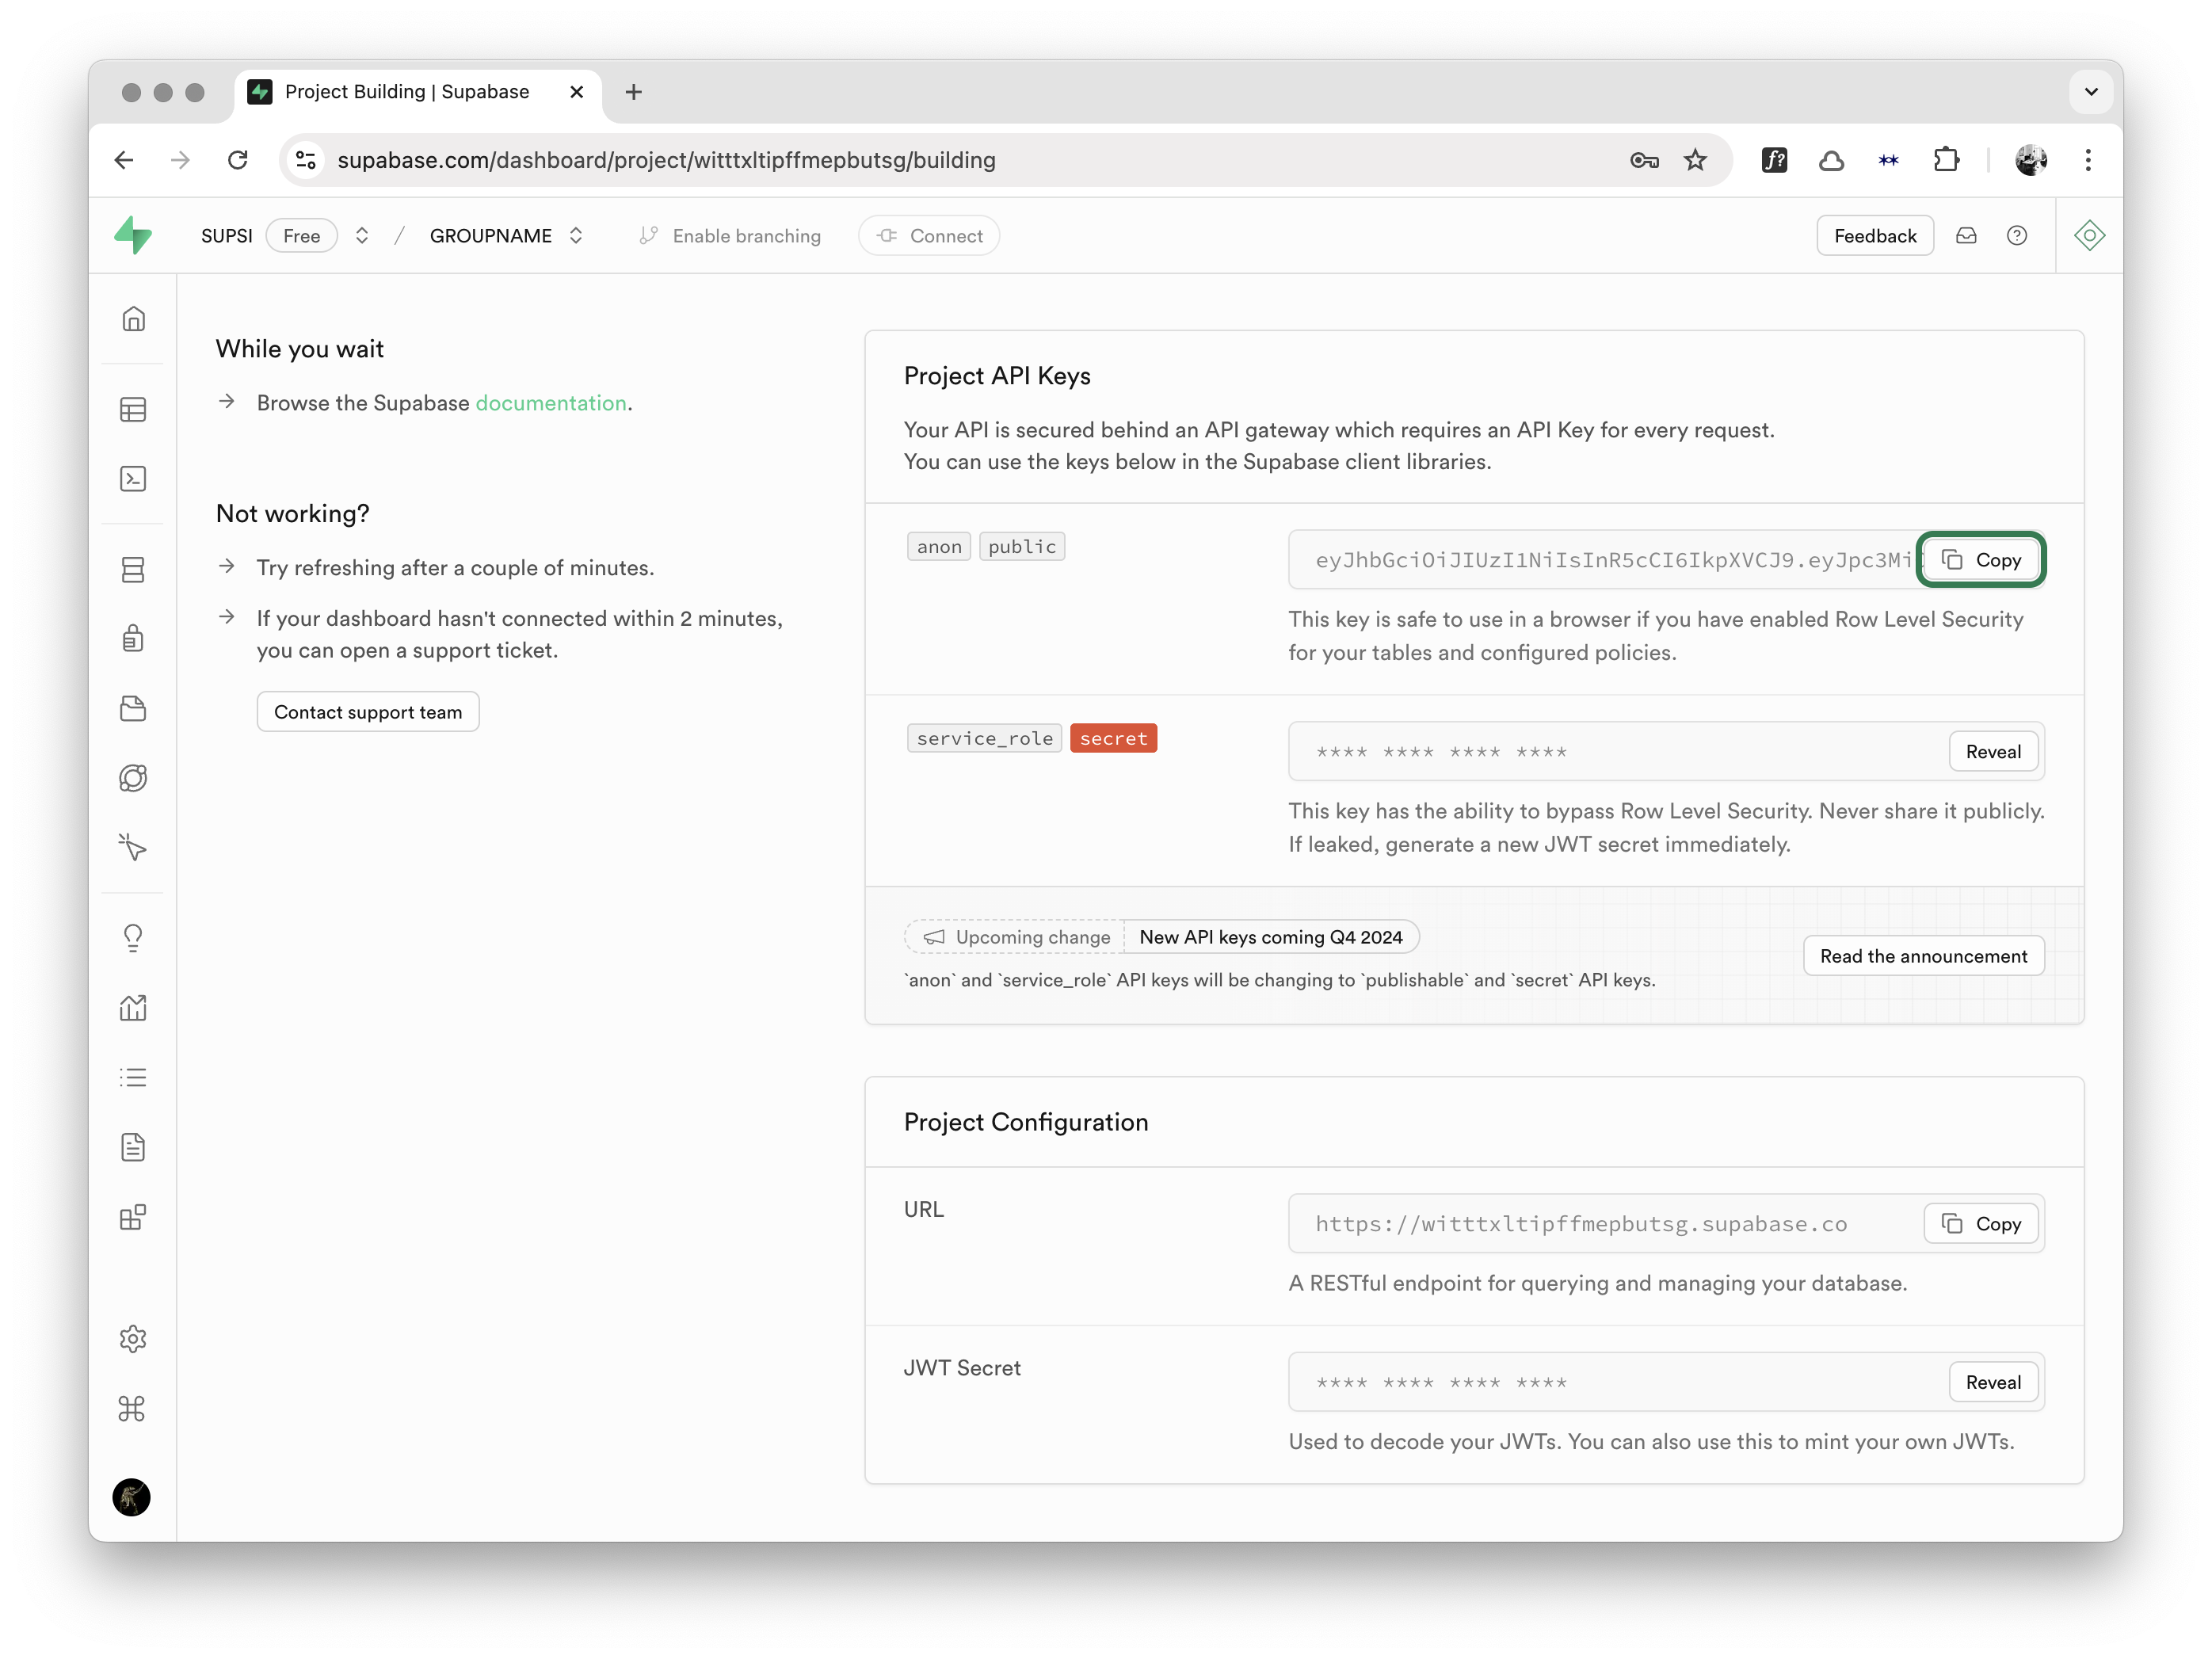 Project Building | Supabase
supabase.com/dashboard/project/witttxltipffmepbutsg/building
SUPSI Free / GROUPNAME Enable branching Connect Feedback
While you wait
Browse the Supabase documentation.
Not working?
Try refreshing after a couple of minutes.
If your dashboard hasn't connected within 2 minutes,
you can open a support ticket.
Contact support team
Project API Keys
Your API is secured behind an API gateway which requires an API Key for every request.
You can use the keys below in the Supabase client libraries.
anon public
eyJhbGciOiJIUzI1NiIsInR5cCI6IkpXVCJ9.eyJpc3Mi Copy
This key is safe to use in a browser if you have enabled Row Level Security
for your tables and configured policies.
service_role secret
**** **** **** **** Reveal
This key has the ability to bypass Row Level Security. Never share it publicly.
If leaked, generate a new JWT secret immediately.
Upcoming change New API keys coming Q4 2024
`anon` and `service_role` API keys will be changing to `publishable` and `secret` API keys.
Read the announcement
Project Configuration
URL
https://witttxltipffmepbutsg.supabase.co Copy
A RESTful endpoint for querying and managing your database.
JWT Secret
**** **** **** **** Reveal
Used to decode your JWTs. You can also use this to mint your own JWTs.